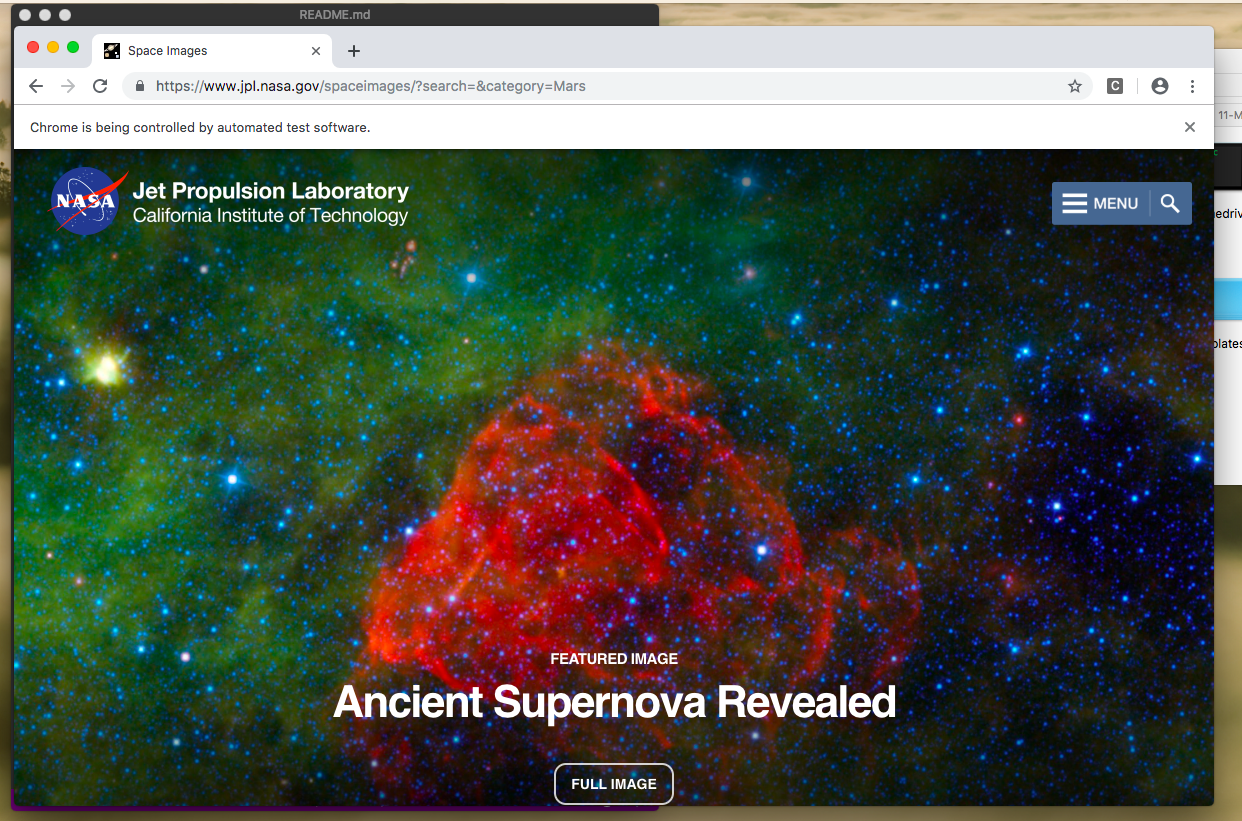 README.md
Space Images
https://www.jpl.nasa.gov/spaceimages/?search=&category=Mars
C
11-M
Chrome is being controlled by automated test software.
NASA
Jet Propulsion Laboratory
California Institute of Technology
MENU
edriv
plates
FEATURED IMAGE
Ancient Supernova Revealed
FULL IMAGE